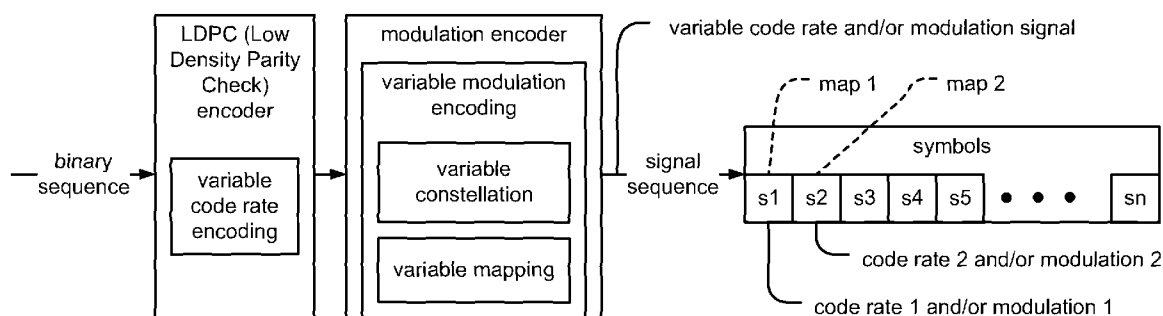 binary
sequence
LDPC (Low
Density Parity
Check)
encoder
variable
code rate
encoding
modulation encoder
variable modulation
encoding
variable
constellation
variable mapping
variable code rate and/or modulation signal
signal
sequence
map 1
map 2
symbols
s1
s2
s3
s4
s5
sn
code rate 2 and/or modulation 2
code rate 1 and/or modulation 1